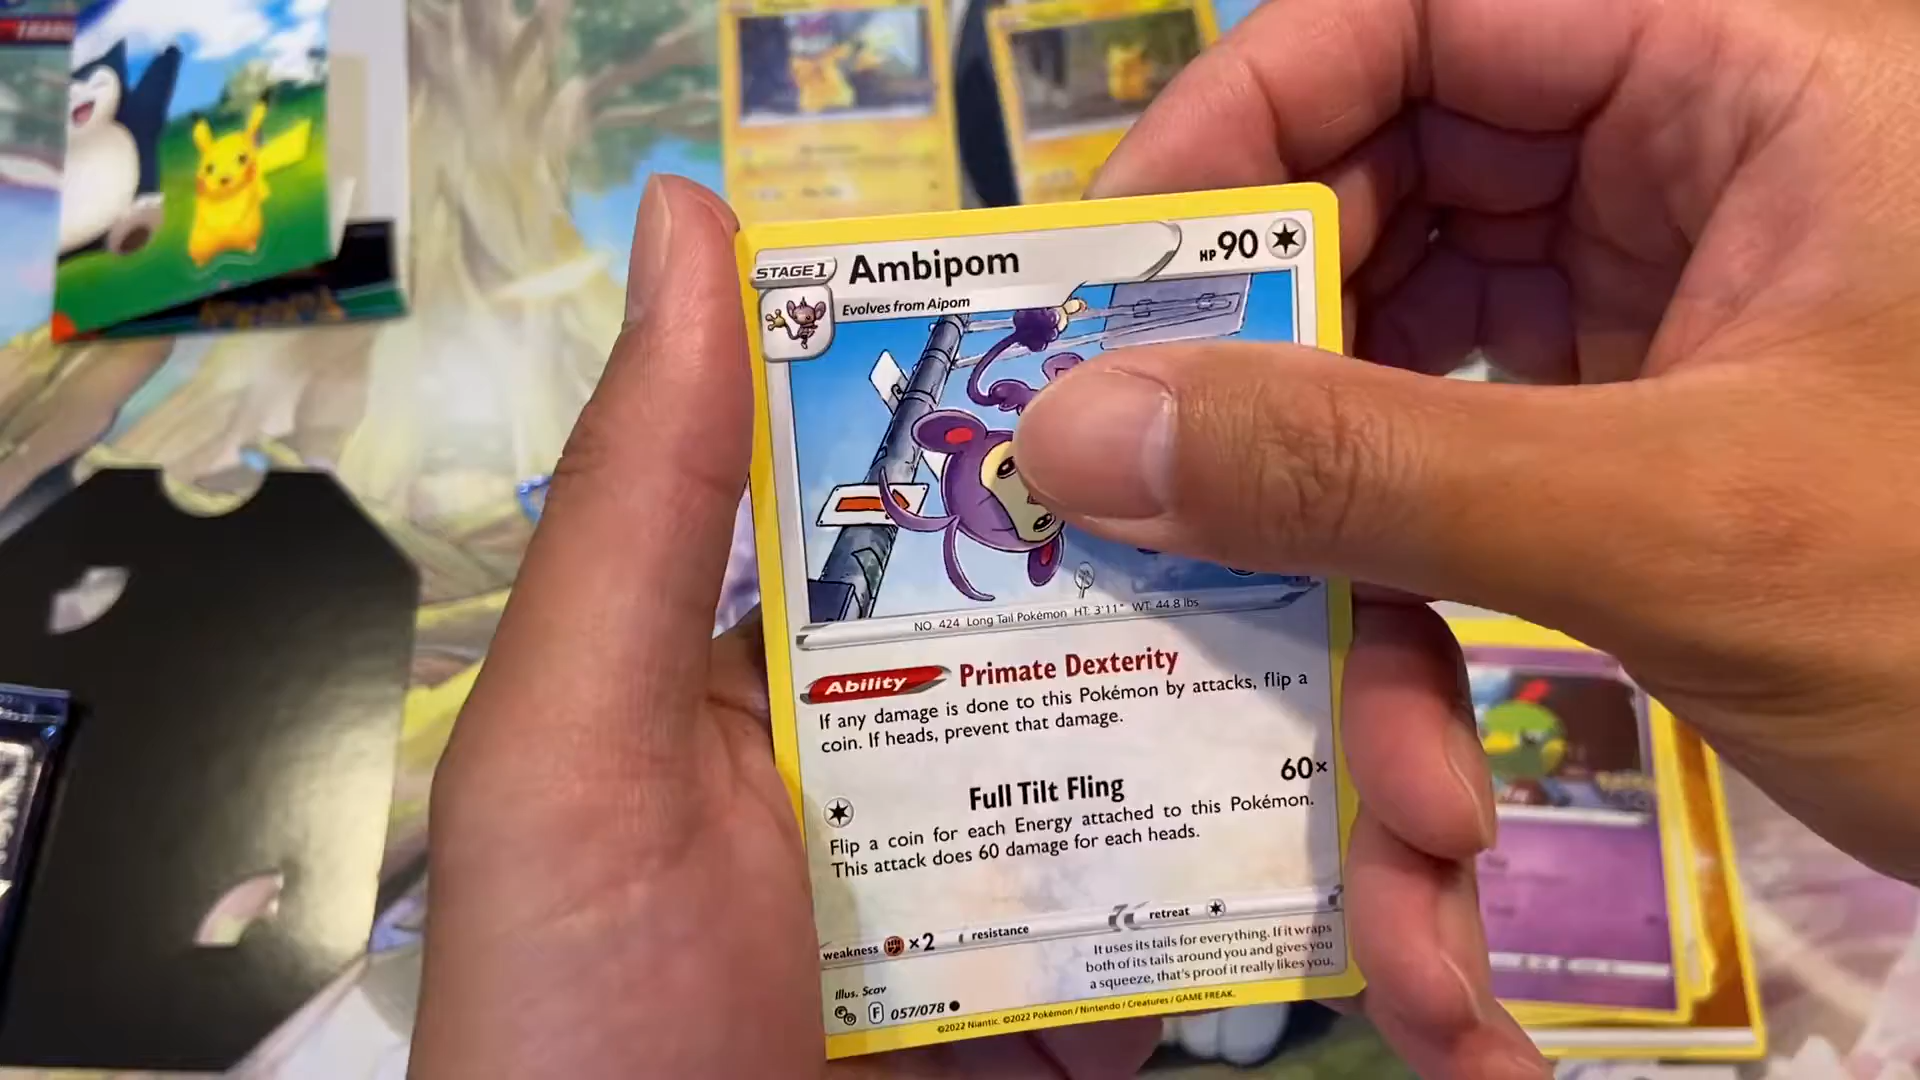 STAGE 1 Ambipom HP 90
Evolves from Aipom
NO. 424 Long Tail Pokémon HT: 3'11" WT: 44.8 lbs
Ability Primate Dexterity
If any damage is done to this Pokémon by attacks, flip a
coin. If heads, prevent that damage.
Full Tilt Fling 60×
Flip a coin for each Energy attached to this Pokémon.
This attack does 60 damage for each heads.
weakness ×2 resistance retreat
It uses its tails for everything. If it wraps
both of its tails around you and gives you
a squeeze, that's proof it really likes you.
Illus. Scav
F 057/078
©2022 Niantic. ©2022 Pokémon / Nintendo / Creatures / GAME FREAK.